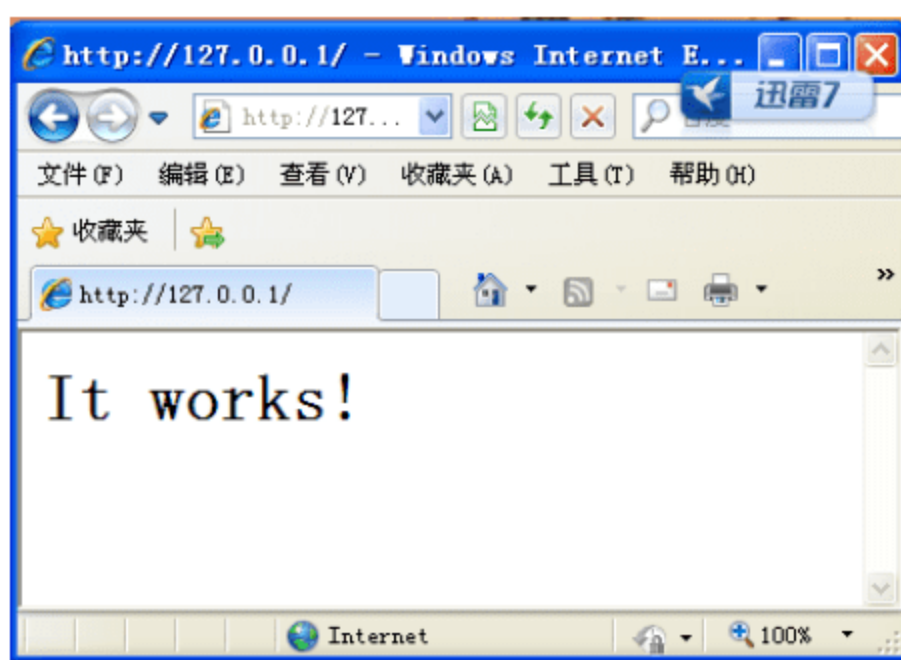 http://127.0.0.1/ - Windows Internet E...
http://127...
迅雷7
文件(F) 编辑(E) 查看(V) 收藏夹(A) 工具(T) 帮助(H)
收藏夹
http://127.0.0.1/
It works!
Internet
100%